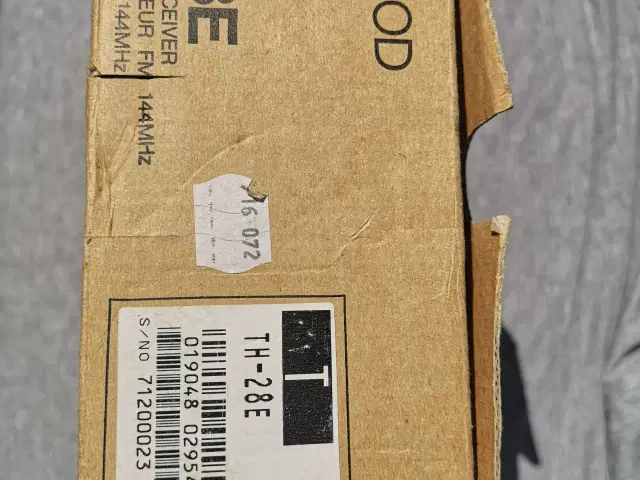 OD
8E
CEIVER
144MHz
EUR FM 144MHz
16 072
T
TH-28E
019048 02954
S/NO 71200023